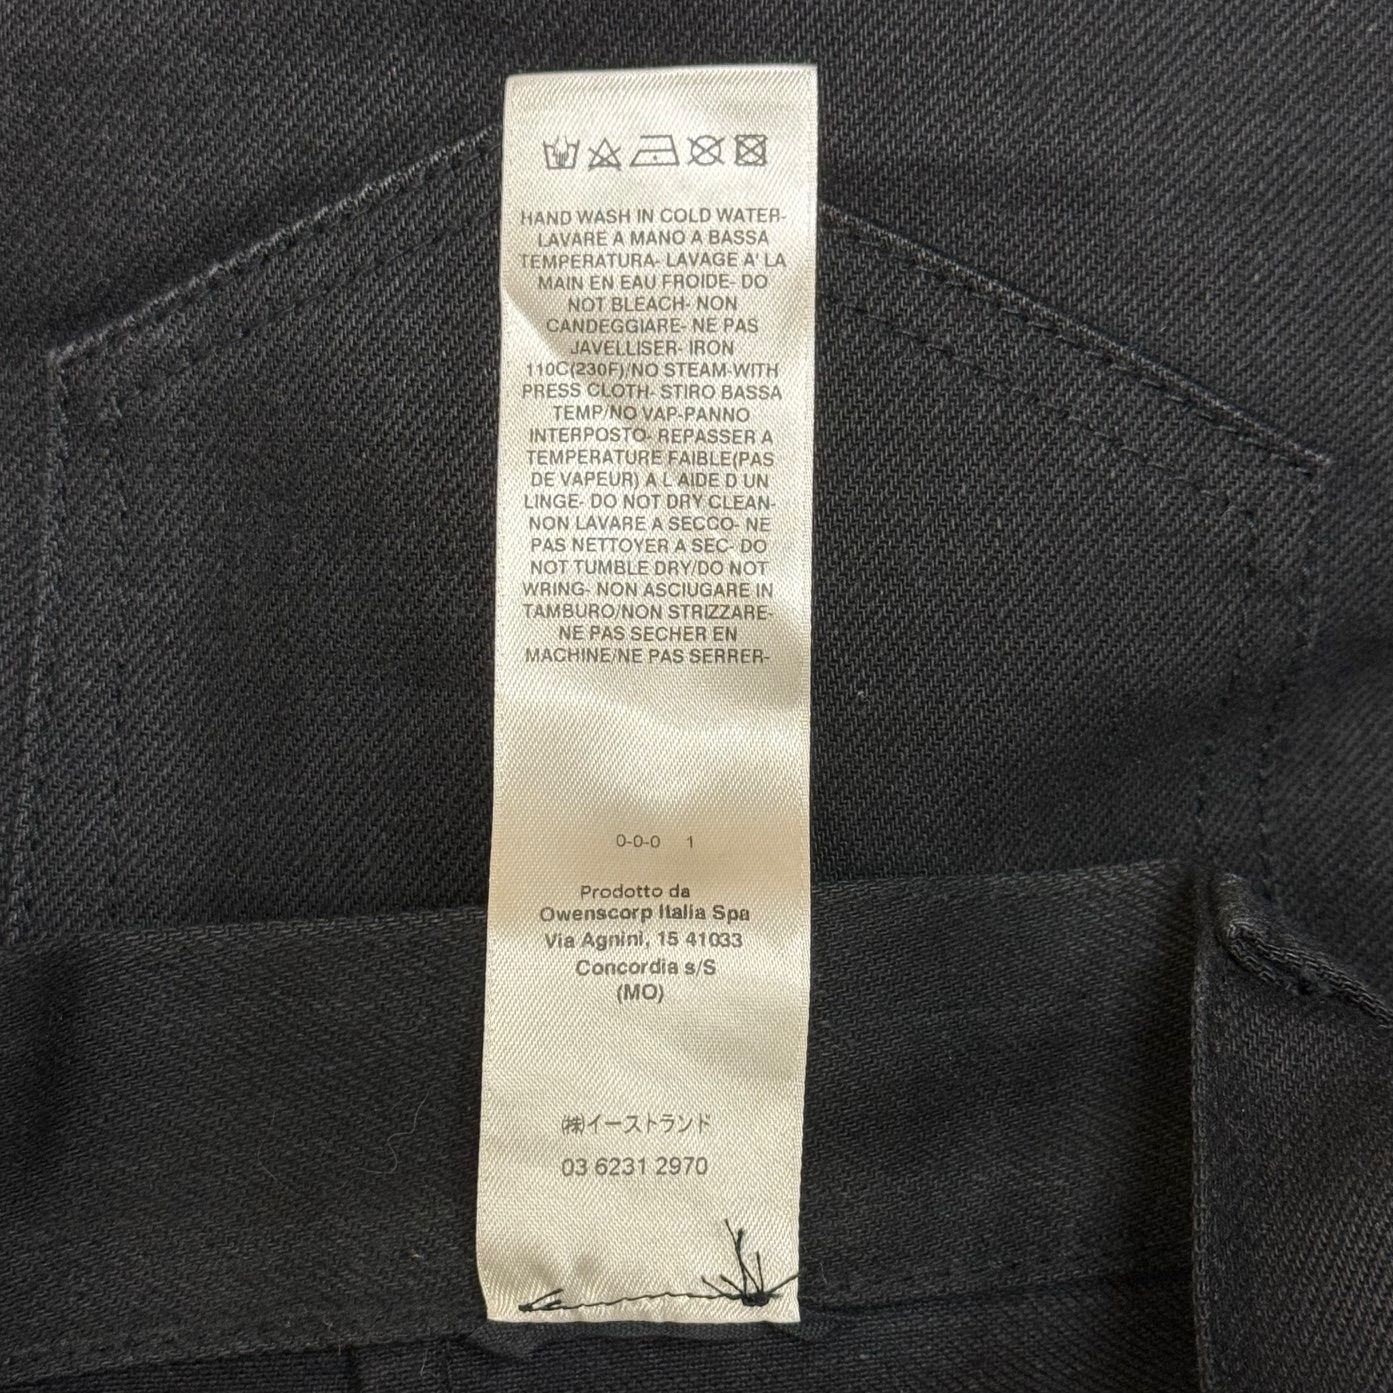 HAND WASH IN COLD WATER-
LAVARE A MANO A BASSA
TEMPERATURA- LAVAGE A' LA
MAIN EN EAU FROIDE- DO
NOT BLEACH- NON
CANDEGGIARE- NE PAS
JAVELLISER- IRON
110C(230F)/NO STEAM-WITH
PRESS CLOTH- STIRO BASSA
TEMP/NO VAP-PANNO
INTERPOSTO- REPASSER A
TEMPERATURE FAIBLE(PAS
DE VAPEUR) A L AIDE D UN
LINGE- DO NOT DRY CLEAN-
NON LAVARE A SECCO- NE
PAS NETTOYER A SEC- DO
NOT TUMBLE DRY/DO NOT
WRING- NON ASCIUGARE IN
TAMBURO/NON STRIZZARE-
NE PAS SECHER EN
MACHINE/NE PAS SERRER-
0-0-0 1
Prodotto da
Owenscorp Italia Spa
Via Agnini, 15 41033
Concordia s/S
(MO)
㈱イーストランド
03 6231 2970